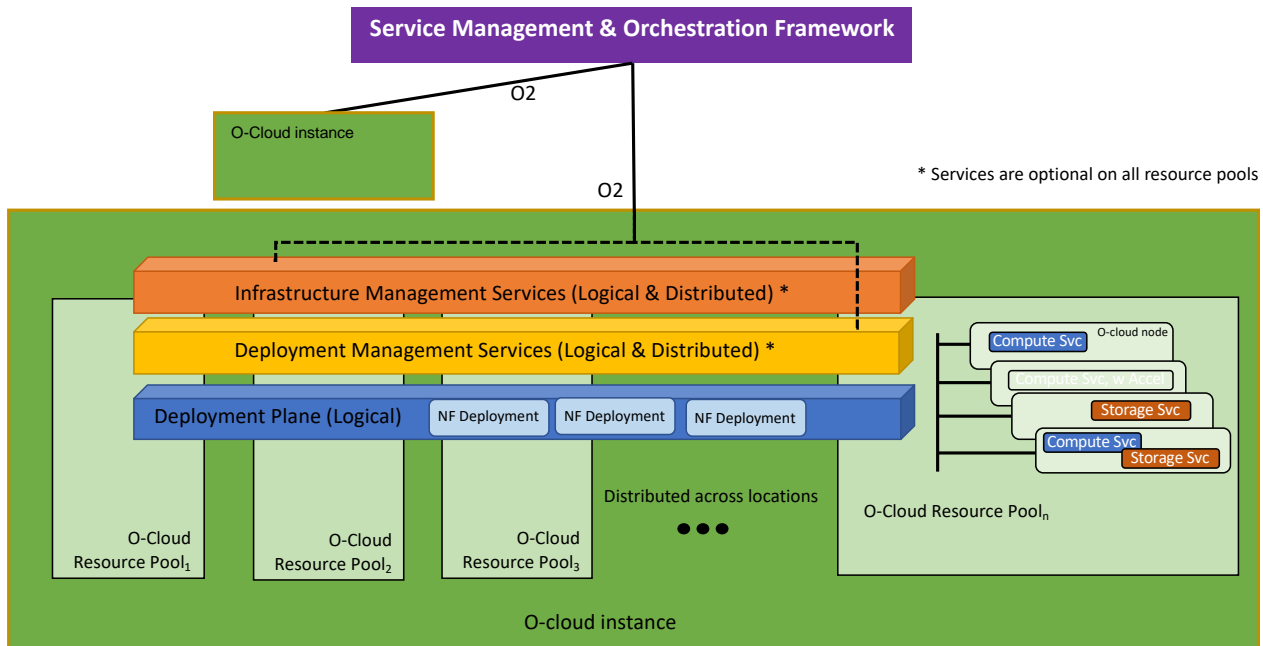 Service Management & Orchestration Framework
O2
O-Cloud instance
O2
* Services are optional on all resource pools
Infrastructure Management Services (Logical & Distributed) *
Deployment Management Services (Logical & Distributed) *
Deployment Plane (Logical)
NF Deployment
NF Deployment
NF Deployment
O-cloud node
Compute Svc
Compute Svc, w Accel
Storage Svc
Compute Svc
Storage Svc
Distributed across locations
O-Cloud Resource Poolₙ
O-Cloud
Resource Pool₁
O-Cloud
Resource Pool₂
O-Cloud
Resource Pool₃
O-cloud instance